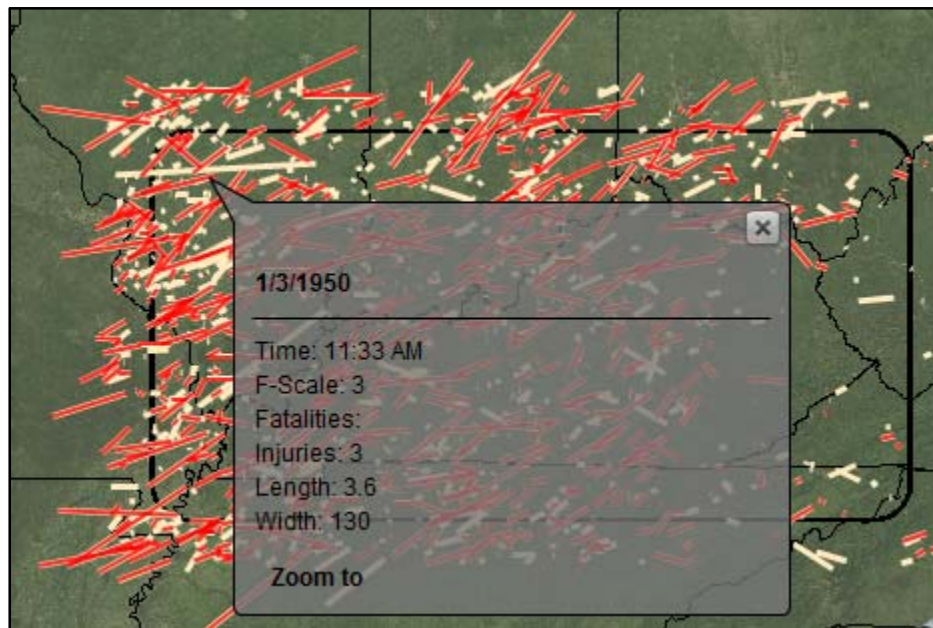 1/3/1950
Time: 11:33 AM
F-Scale: 3
Fatalities:
Injuries: 3
Length: 3.6
Width: 130
Zoom to